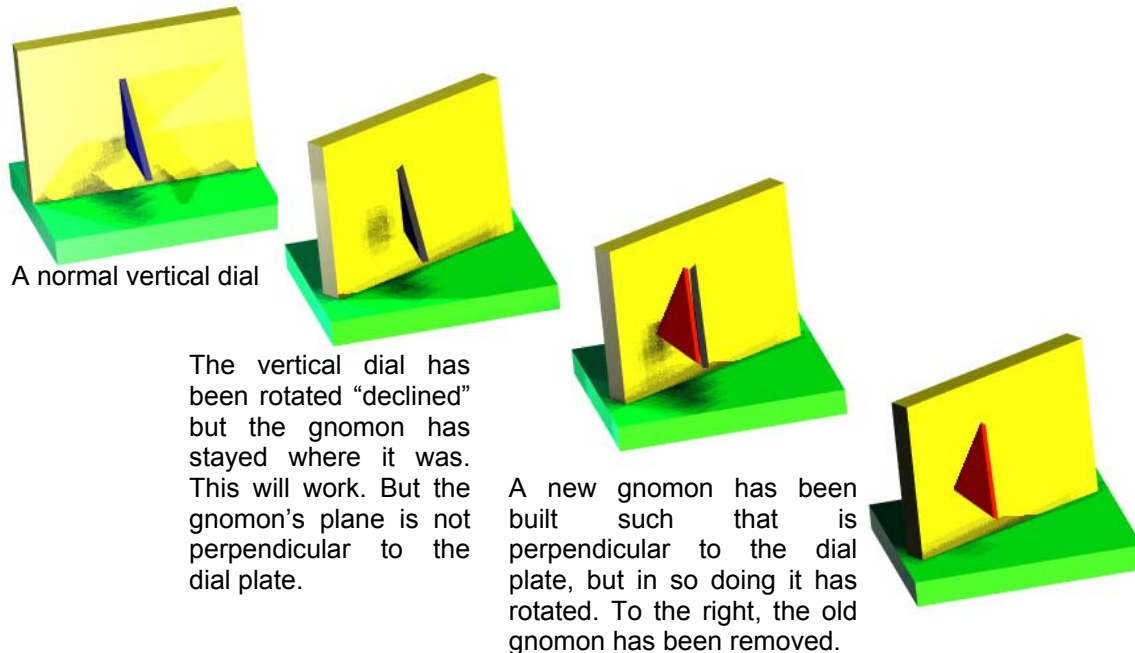 A normal vertical dial
The vertical dial has
been rotated “declined”
but the gnomon has
stayed where it was.
This will work. But the
gnomon’s plane is not
perpendicular to the
dial plate.
A new gnomon has been
built such that is
perpendicular to the dial
plate, but in so doing it has
rotated. To the right, the old
gnomon has been removed.